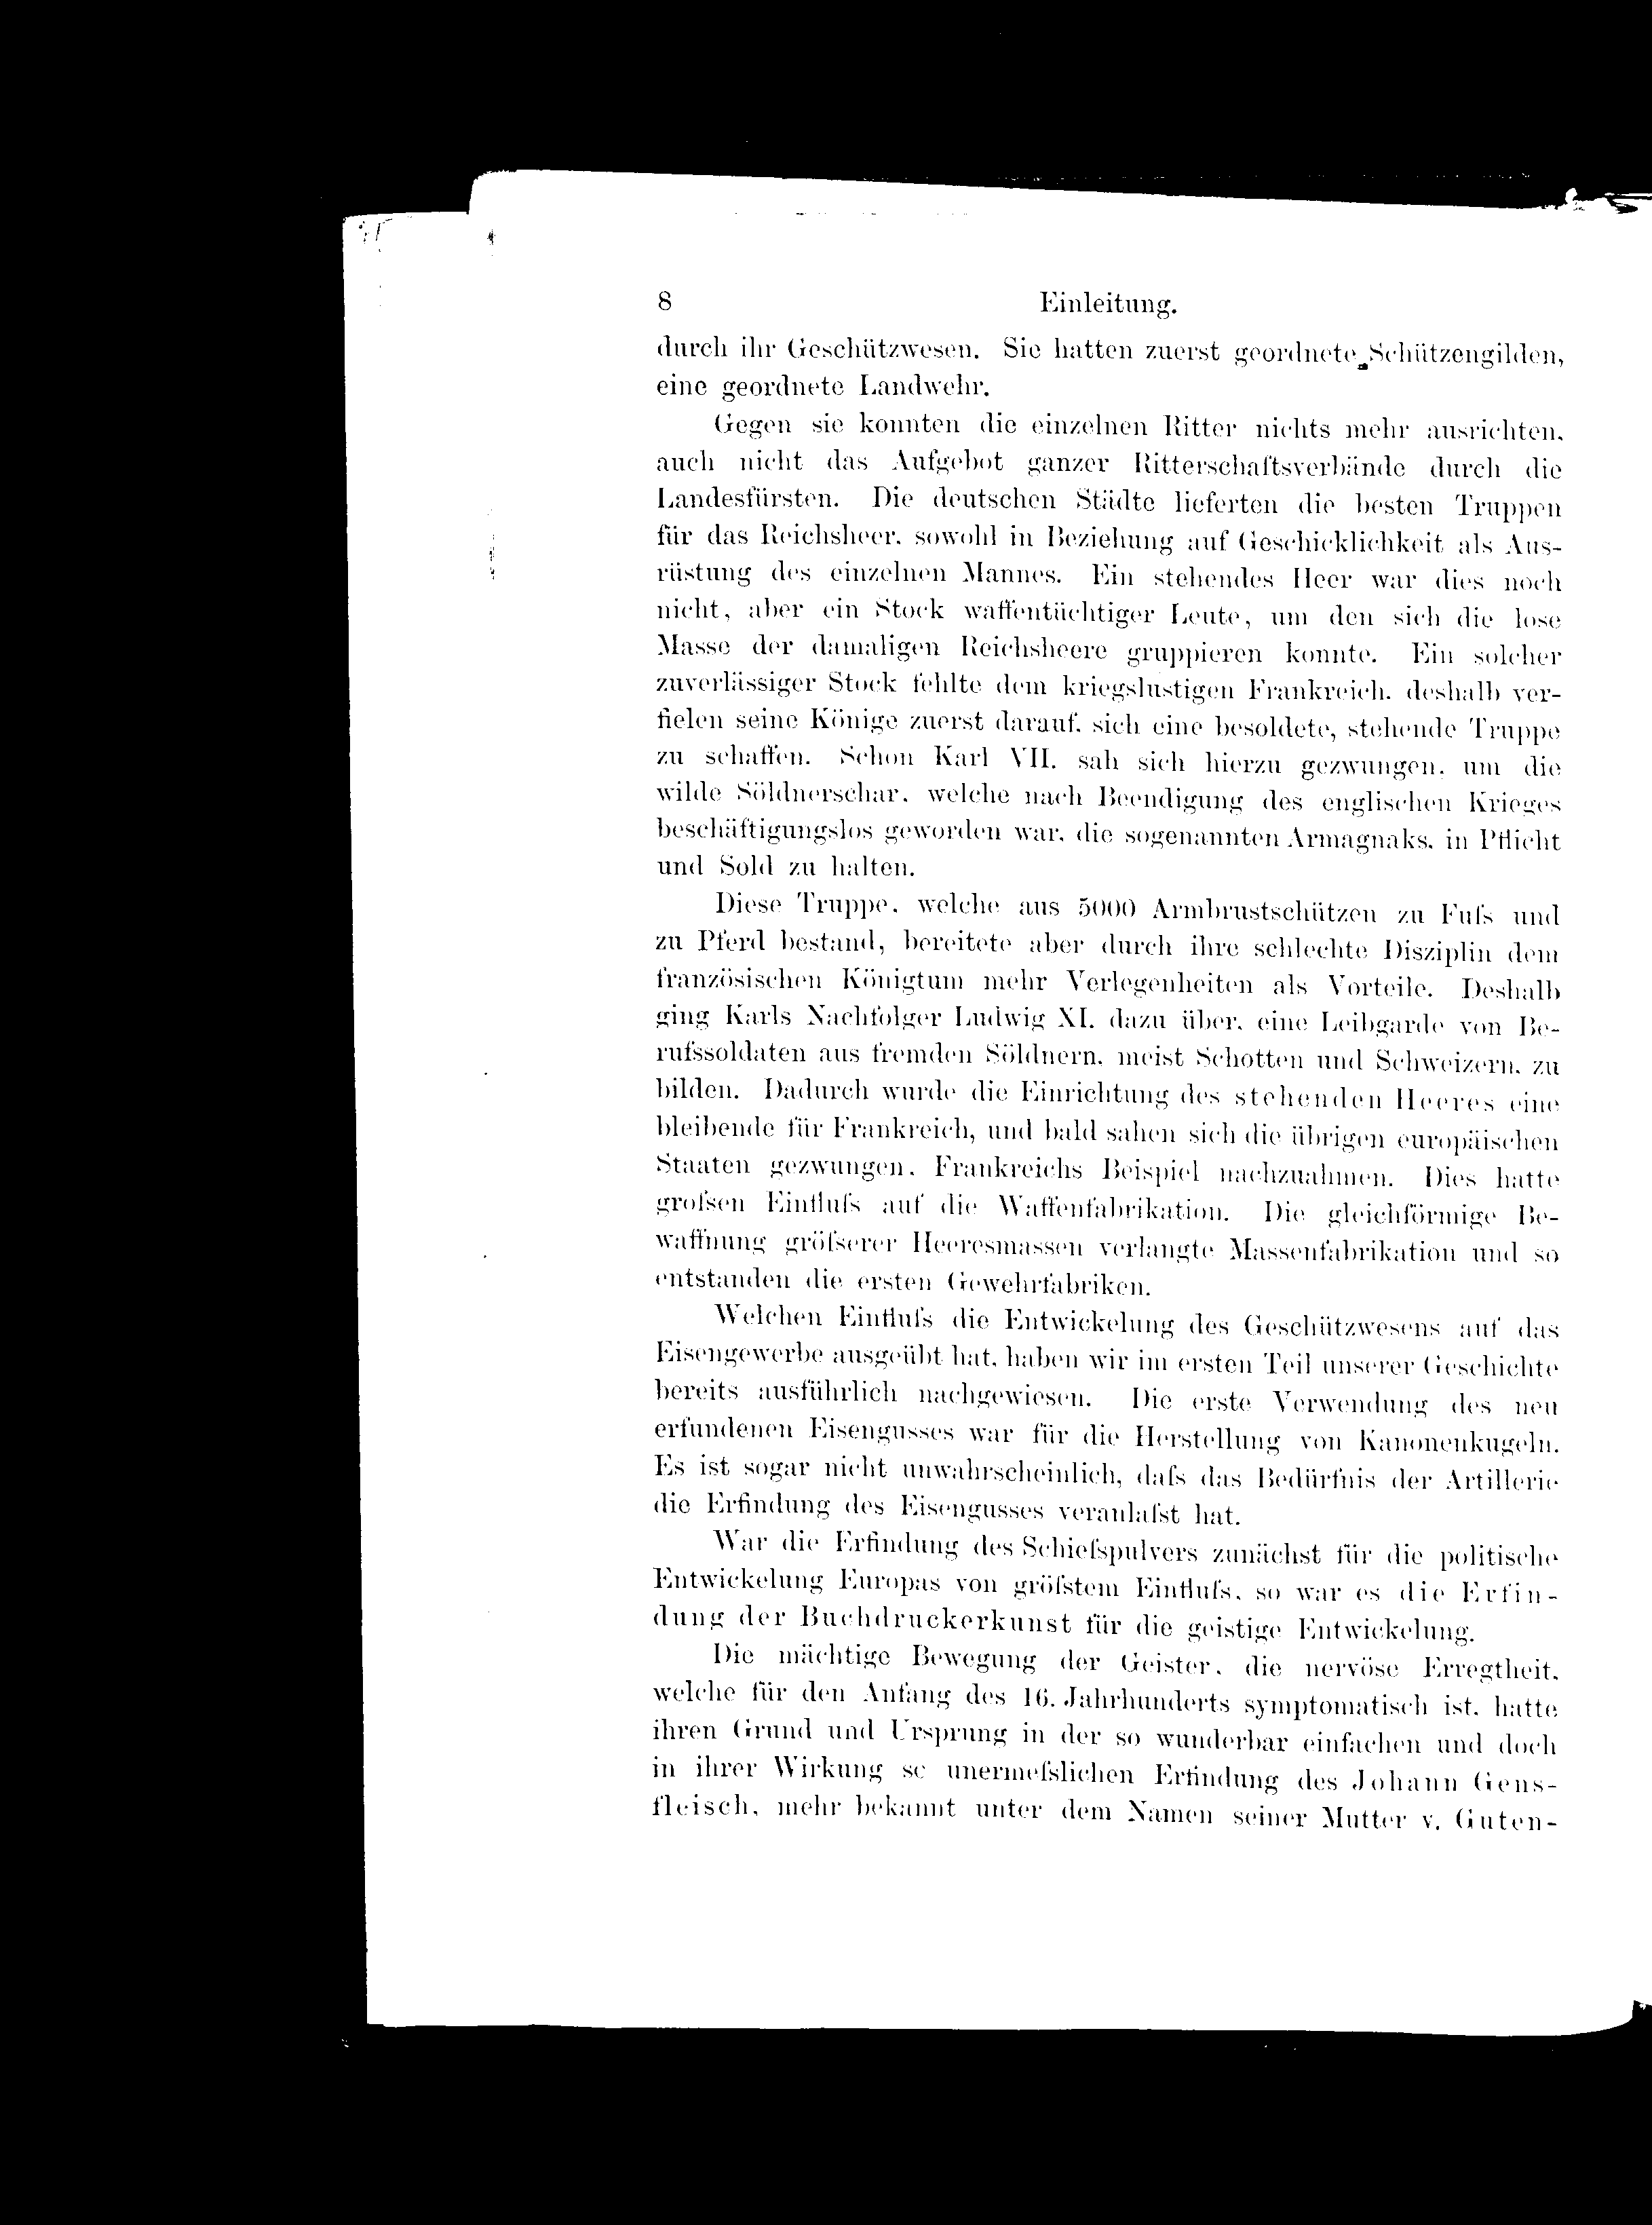 8 Einleitung.
durch ihr Geschützwesen. Sie hatten zuerst geordnete Schützengilden,
eine geordnete Landwehr.
Gegen sie konnten die einzelnen Ritter nichts mehr ausrichten,
auch nicht das Aufgebot ganzer Ritterschaftsverbände durch die
Landesfürsten. Die deutschen Städte lieferten die besten Truppen
für das Reichsheer, sowohl in Beziehung auf Geschicklichkeit als Aus-
rüstung des einzelnen Mannes. Ein stehendes Heer war dies noch
nicht, aber ein Stock waffentüchtiger Leute, um den sich die lose
Masse der damaligen Reichsheere gruppieren konnte. Ein solcher
zuverlässiger Stock fehlte dem kriegslustigen Frankreich, deshalb ver-
fielen seine Könige zuerst darauf, sich eine besoldete, stehende Truppe
zu schaffen. Schon Karl VII. sah sich hierzu gezwungen, um die
wilde Söldnerschar, welche nach Beendigung des englischen Krieges
beschäftigungslos geworden war, die sogenannten Armagnaks, in Pflicht
und Sold zu halten.
Diese Truppe, welche aus 5000 Armbrustschützen zu Fuſs und
zu Pferd bestand, bereitete aber durch ihre schlechte Disziplin dem
französischen Königtum mehr Verlegenheiten als Vorteile. Deshalb
ging Karls Nachfolger Ludwig XI. dazu über, eine Leibgarde von Be-
rufssoldaten aus fremden Söldnern, meist Schotten und Schweizern, zu
bilden. Dadurch wurde die Einrichtung des stehenden Heeres eine
bleibende für Frankreich, und bald sahen sich die übrigen europäischen
Staaten gezwungen, Frankreichs Beispiel nachzuahmen. Dies hatte
groſsen Einfluſs auf die Waffenfabrikation. Die gleichförmige Be-
waffnung gröſserer Heeresmassen verlangte Massenfabrikation und so
entstanden die ersten Gewehrfabriken.
Welchen Einfluſs die Entwickelung des Geschützwesens auf das
Eisengewerbe ausgeübt hat, haben wir im ersten Teil unserer Geschichte
bereits ausführlich nachgewiesen. Die erste Verwendung des neu
erfundenen Eisengusses war für die Herstellung von Kanonenkugeln.
Es ist sogar nicht unwahrscheinlich, daſs das Bedürfnis der Artillerie
die Erfindung des Eisengusses veranlaſst hat.
War die Erfindung des Schieſspulvers zunächst für die politische
Entwickelung Europas von gröſstem Einfluſs, so war es die Erfin-
dung der Buchdruckerkunst für die geistige Entwickelung.
Die mächtige Bewegung der Geister, die nervöse Erregtheit,
welche für den Anfang des 16. Jahrhunderts symptomatisch ist, hatte
ihren Grund und Ursprung in der so wunderbar einfachen und doch
in ihrer Wirkung so unermeſslichen Erfindung des Johann Gens-
fleisch, mehr bekannt unter dem Namen seiner Mutter v. Guten-